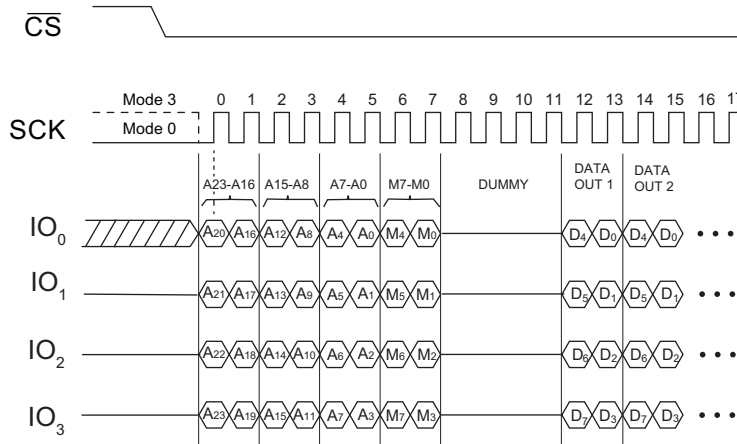 CS
Mode 3 0 1 2 3 4 5 6 7 8 9 10 11 12 13 14 15 16 17
SCK Mode 0
A23-A16 A15-A8 A7-A0 M7-M0 DUMMY DATA OUT 1 DATA OUT 2
IO0 A20 A16 A12 A8 A4 A0 M4 M0 D4 D0 D4 D0 • • •
IO1 A21 A17 A13 A9 A5 A1 M5 M1 D5 D1 D5 D1 • • •
IO2 A22 A18 A14 A10 A6 A2 M6 M2 D6 D2 D6 D2 • • •
IO3 A23 A19 A15 A11 A7 A3 M7 M3 D7 D3 D7 D3 • • •